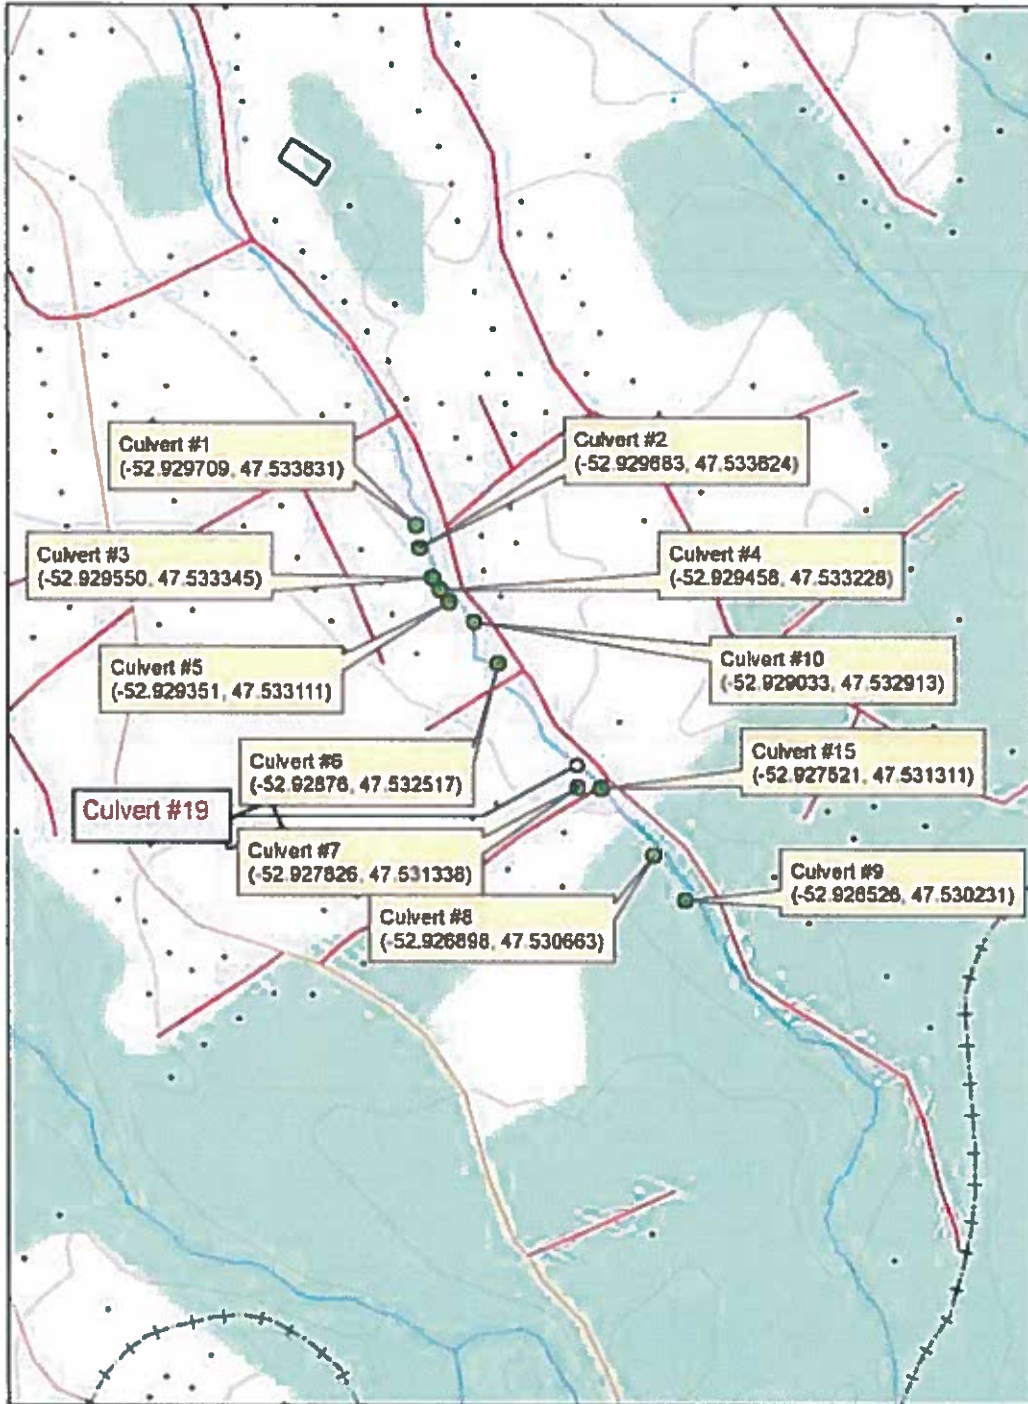 Culvert #1
(-52.929709, 47.533831)
Culvert #2
(-52.929683, 47.533624)
Culvert #3
(-52.929550, 47.533345)
Culvert #4
(-52.929458, 47.533228)
Culvert #5
(-52.929351, 47.533111)
Culvert #10
(-52.929033, 47.532913)
Culvert #6
(-52.92876, 47.532517)
Culvert #15
(-52.927521, 47.531311)
Culvert #19
Culvert #7
(-52.927826, 47.531338)
Culvert #9
(-52.926526, 47.530231)
Culvert #8
(-52.926898, 47.530663)